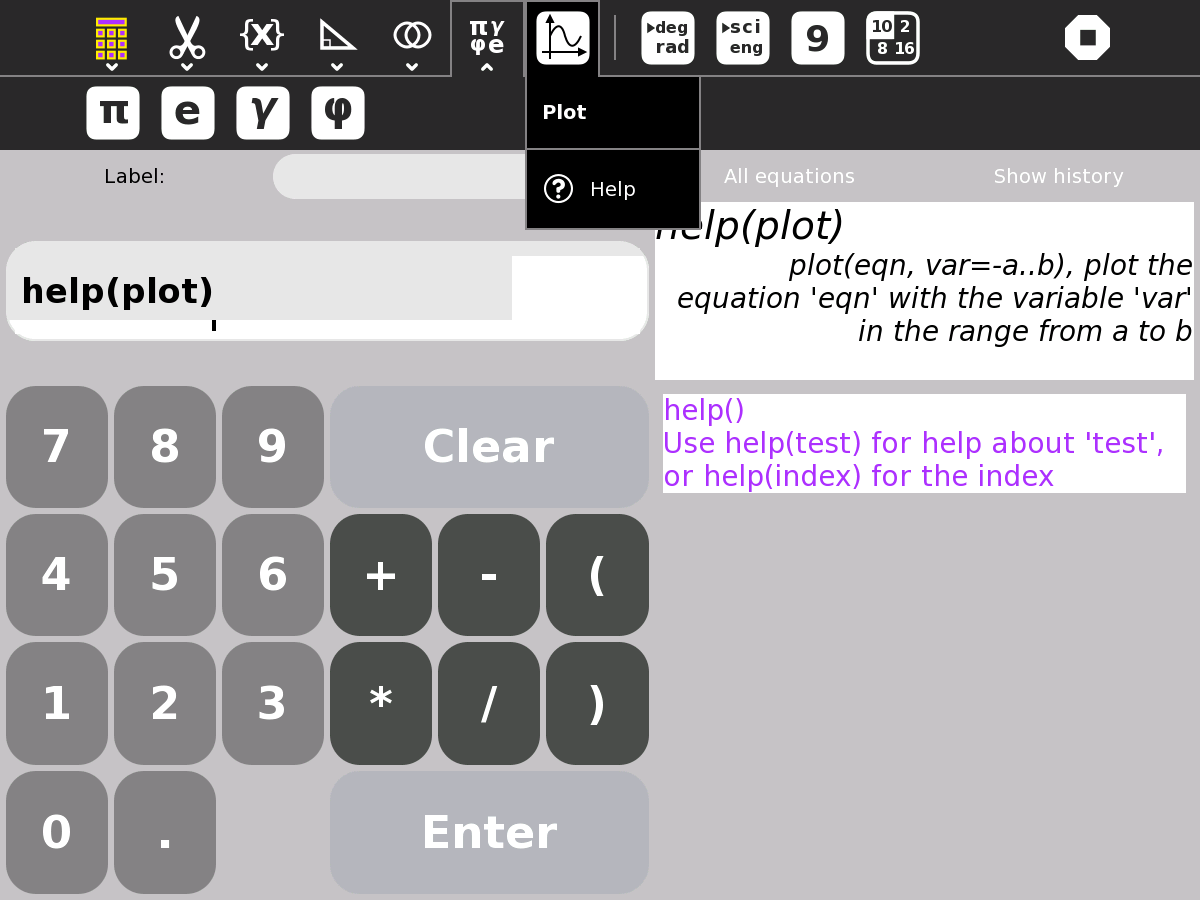 {x}
πγ
φe
deg
rad
sci
eng
9
10 2
8 16
π e γ φ
Plot
Help
Label:
All equations
Show history
help(plot)
help(plot)
plot(eqn, var=-a..b), plot the
equation 'eqn' with the variable 'var'
in the range from a to b
help()
Use help(test) for help about 'test',
or help(index) for the index
7 8 9 Clear
4 5 6 + - (
1 2 3 * / )
0 . Enter